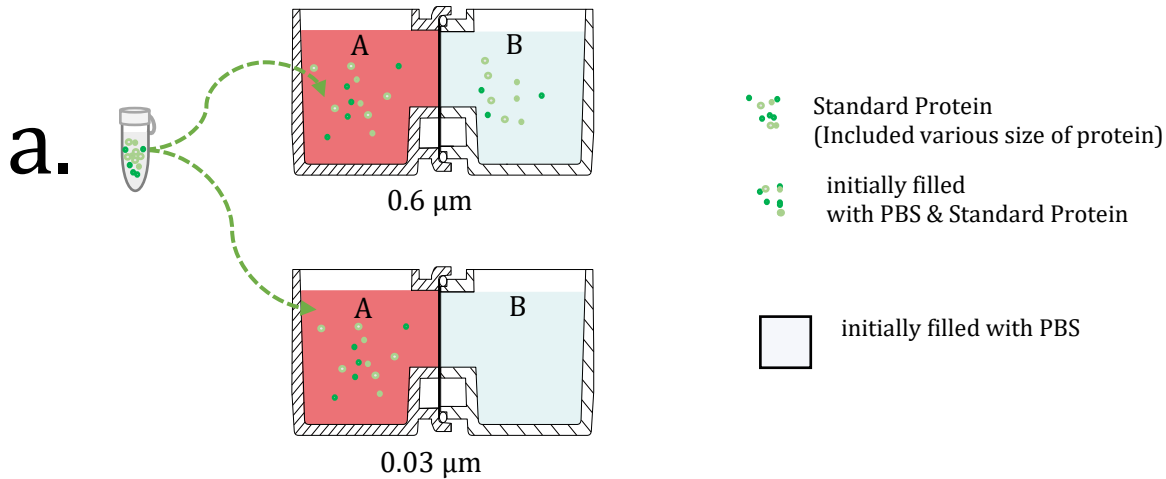 a.
A
B
0.6 μm
A
B
0.03 μm
Standard Protein
(Included various size of protein)
initially filled
with PBS & Standard Protein
initially filled with PBS